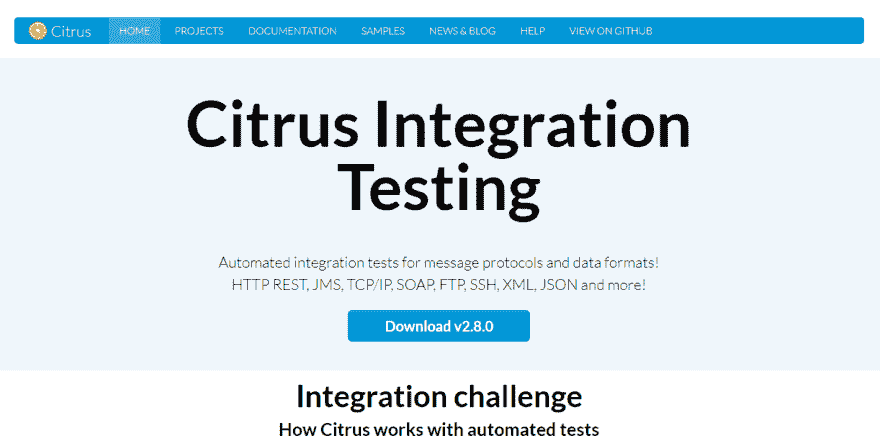 Citrus HOME PROJECTS DOCUMENTATION SAMPLES NEWS & BLOG HELP VIEW ON GITHUB
Citrus Integration
Testing
Automated integration tests for message protocols and data formats!
HTTP REST, JMS, TCP/IP, SOAP, FTP, SSH, XML, JSON and more!
Download v2.8.0
Integration challenge
How Citrus works with automated tests